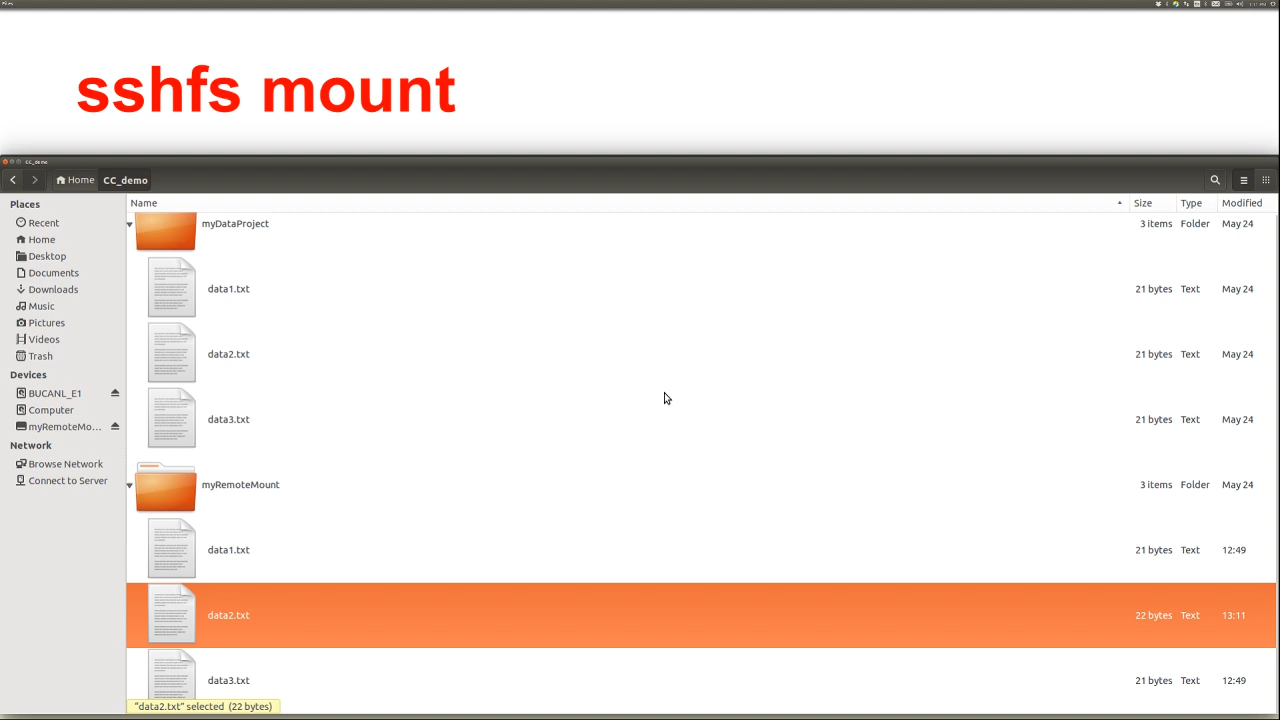 sshfs mount
CC_demo
Home CC_demo
Places
Recent
Home
Desktop
Documents
Downloads
Music
Pictures
Videos
Trash
Devices
BUCANL_E1
Computer
myRemoteMo...
Network
Browse Network
Connect to Server
Name Size Type Modified
myDataProject 3 items Folder May 24
data1.txt 21 bytes Text May 24
data2.txt 21 bytes Text May 24
data3.txt 21 bytes Text May 24
myRemoteMount 3 items Folder May 24
data1.txt 21 bytes Text 12:49
data2.txt 22 bytes Text 13:11
data3.txt 21 bytes Text 12:49
"data2.txt" selected (22 bytes)